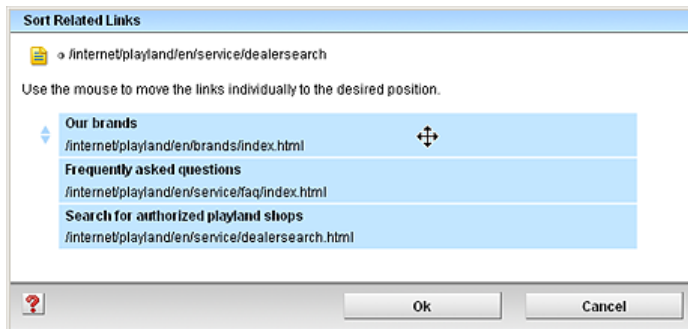 Sort Related Links
/internet/playland/en/service/dealersearch
Use the mouse to move the links individually to the desired position.
Our brands
/internet/playland/en/brands/index.html
Frequently asked questions
/internet/playland/en/service/faq/index.html
Search for authorized playland shops
/internet/playland/en/service/dealersearch.html
?
Ok
Cancel